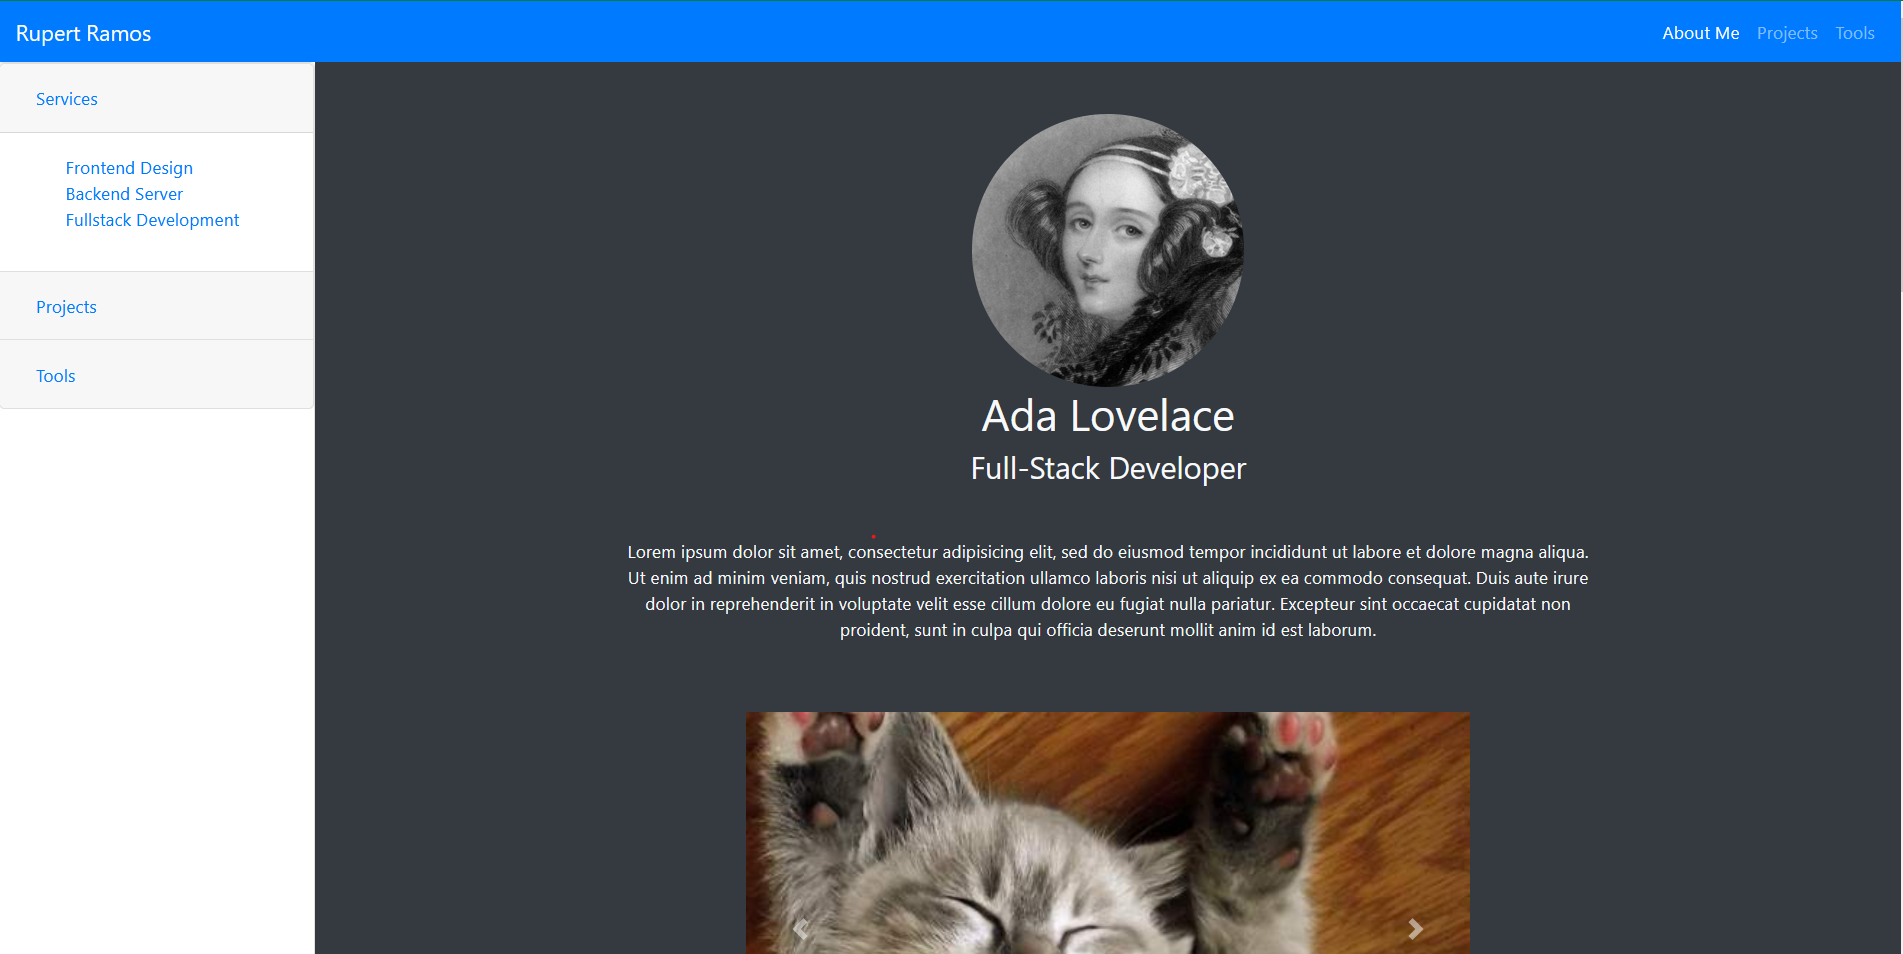 Rupert Ramos
About Me Projects Tools
Services
Frontend Design
Backend Server
Fullstack Development
Projects
Tools
Ada Lovelace
Full-Stack Developer
Lorem ipsum dolor sit amet, consectetur adipisicing elit, sed do eiusmod tempor incididunt ut labore et dolore magna aliqua.
Ut enim ad minim veniam, quis nostrud exercitation ullamco laboris nisi ut aliquip ex ea commodo consequat. Duis aute irure
dolor in reprehenderit in voluptate velit esse cillum dolore eu fugiat nulla pariatur. Excepteur sint occaecat cupidatat non
proident, sunt in culpa qui officia deserunt mollit anim id est laborum.